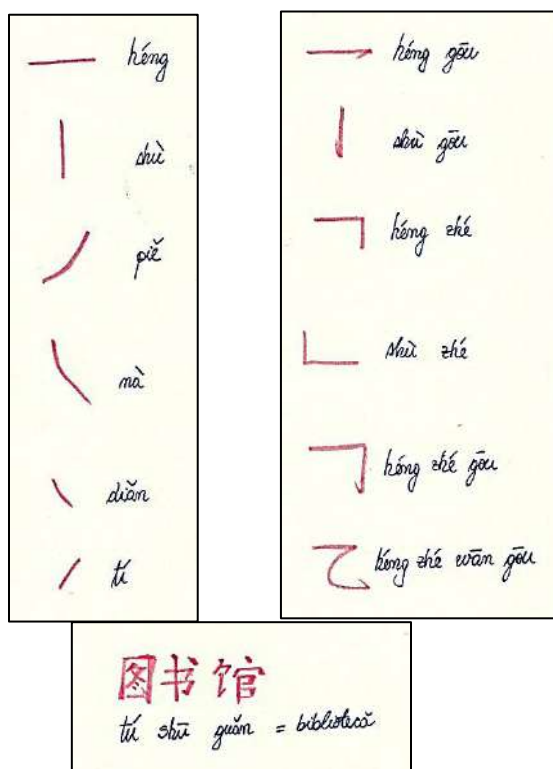 héng
shù
piě
nà
diǎn
tí
héng gōu
shù gōu
héng zhé
shù zhé
héng zhé gōu
héng zhé wān gōu
图书馆
tú shū guǎn = bibliotecă